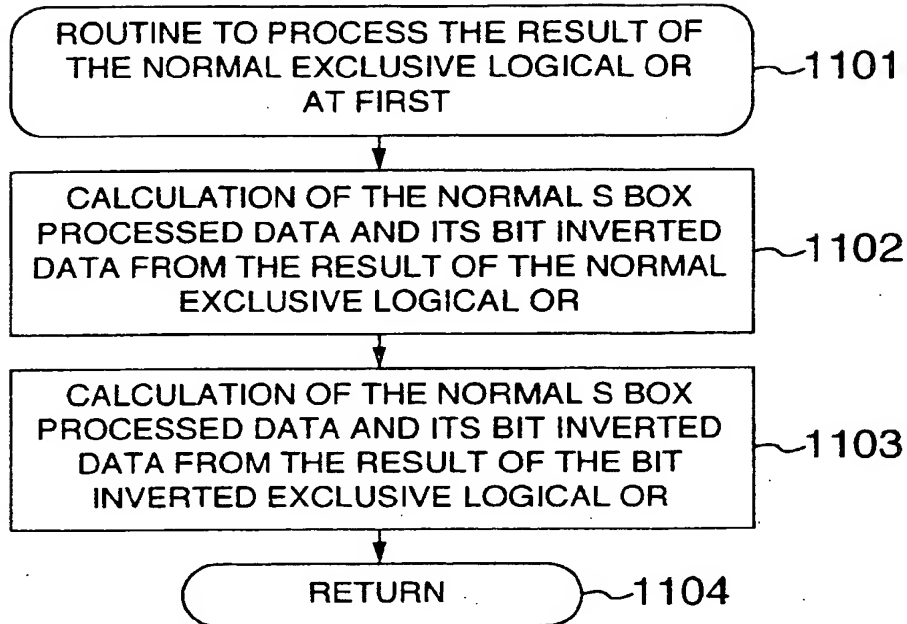 ROUTINE TO PROCESS THE RESULT OF
THE NORMAL EXCLUSIVE LOGICAL OR
AT FIRST
1101
CALCULATION OF THE NORMAL S BOX
PROCESSED DATA AND ITS BIT INVERTED
DATA FROM THE RESULT OF THE NORMAL
EXCLUSIVE LOGICAL OR
1102
CALCULATION OF THE NORMAL S BOX
PROCESSED DATA AND ITS BIT INVERTED
DATA FROM THE RESULT OF THE BIT
INVERTED EXCLUSIVE LOGICAL OR
1103
RETURN
1104